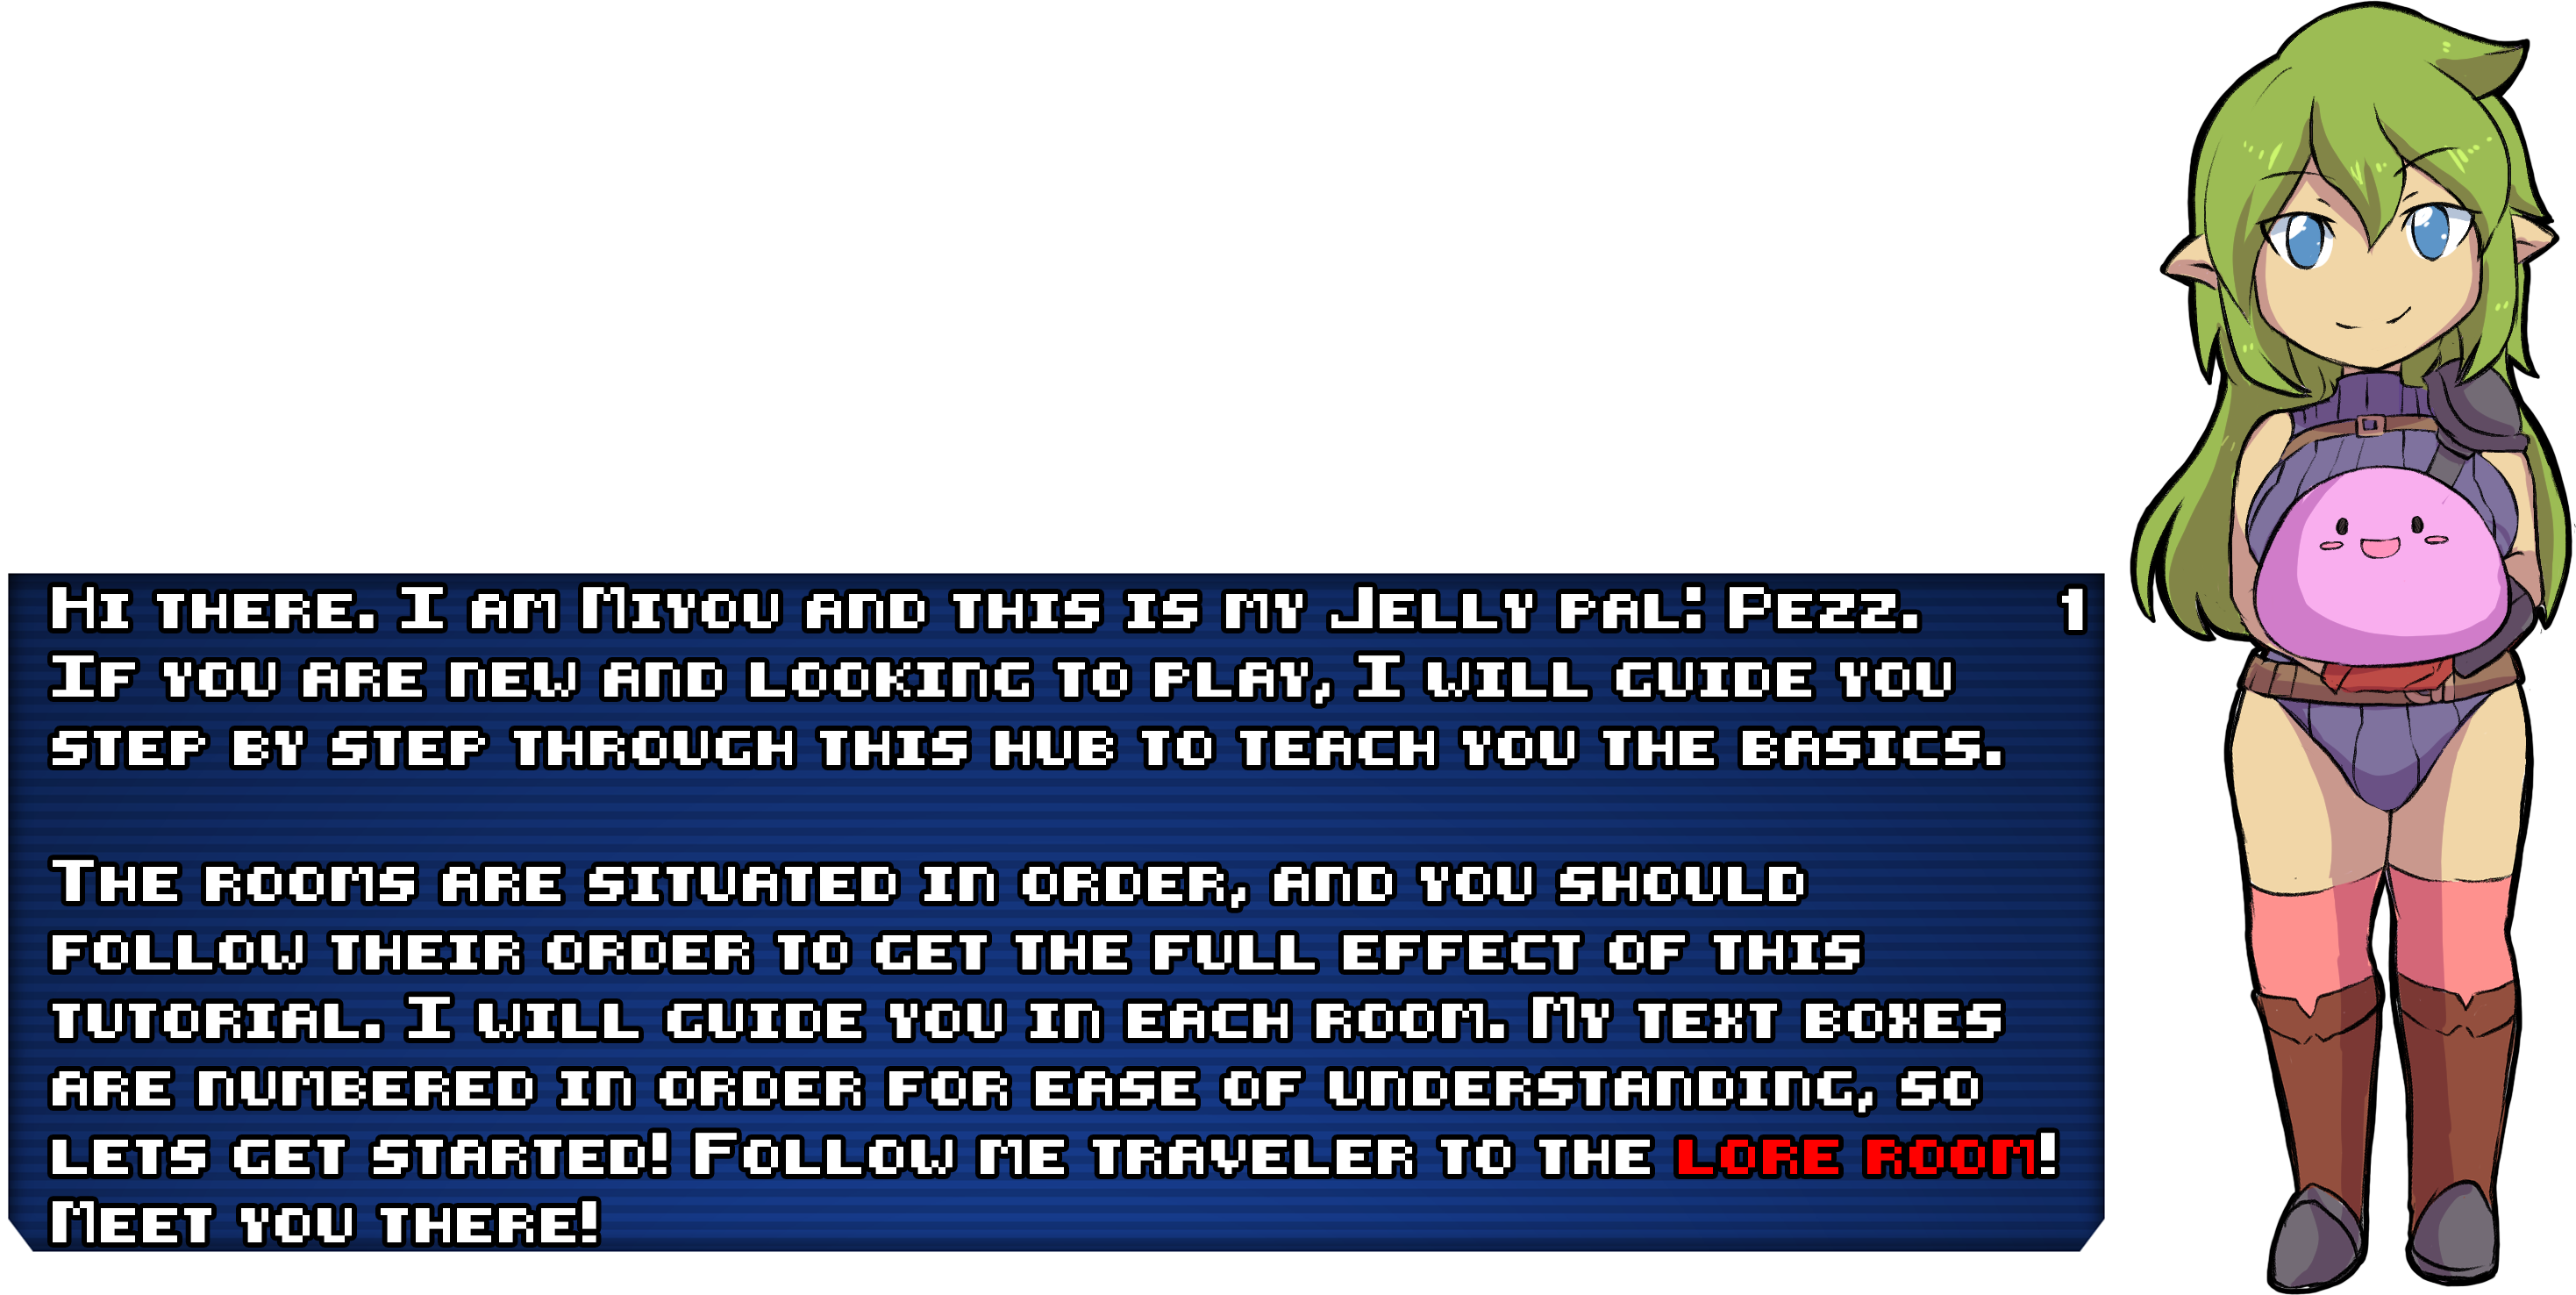 Hi there. I am Miyou and this is my Jelly pal: Pezz. 1
If you are new and looking to play, I will guide you
step by step through this hub to teach you the basics.
The rooms are situated in order, and you should
follow their order to get the full effect of this
tutorial. I will guide you in each room. My text boxes
are numbered in order for ease of understanding, so
lets get started! Follow me traveler to the lore room!
Meet you there!